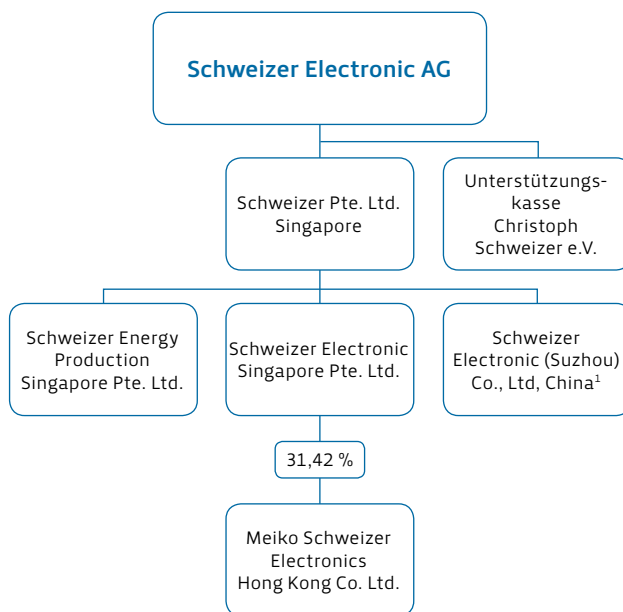 Schweizer Electronic AG
Schweizer Pte. Ltd.
Singapore
Unterstützungs-
kasse
Christoph
Schweizer e.V.
Schweizer Energy
Production
Singapore Pte. Ltd.
Schweizer Electronic
Singapore Pte. Ltd.
Schweizer
Electronic (Suzhou)
Co., Ltd, China¹
31,42 %
Meiko Schweizer
Electronics
Hong Kong Co. Ltd.